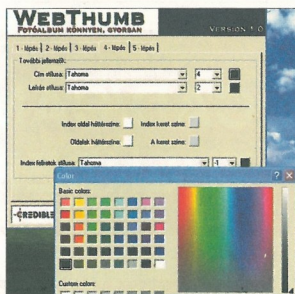 WEBTHUMB
FOTÓALBUM KÖNNYEN, GYORSAN
VERSION 1.0
1 - lépés 2 - lépés 3 - lépés 4 - lépés 5 - lépés
További jellemzők:
Cím stílusa: Tahoma 4
Leírás stílusa: Tahoma 2
Index oldal háttérszíne: Index keret színe:
Oldalak háttérszíne: A keret színe:
Index feliratok stílusa: Tahoma -1
-CREDIBLE
Color
Basic colors:
Custom colors: